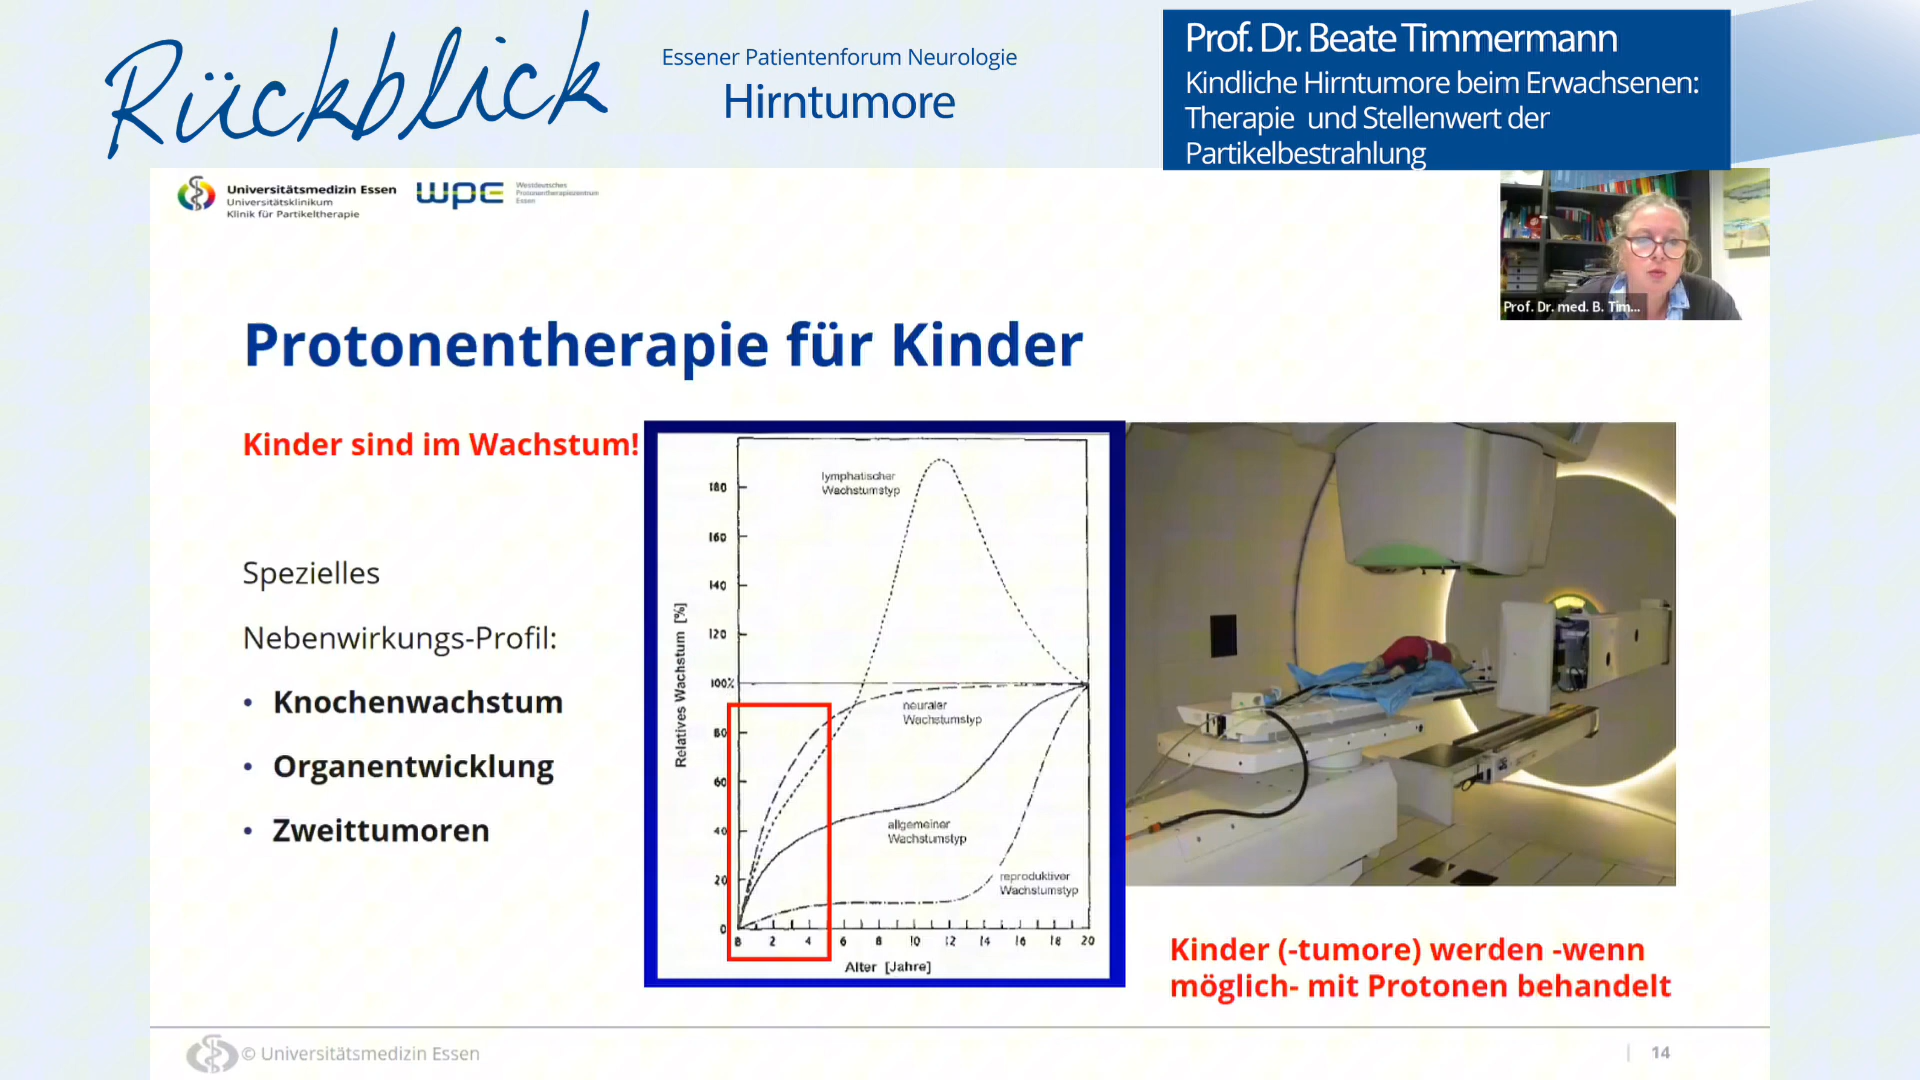 Rückblick
Essener Patientenforum Neurologie
Hirntumore
Prof. Dr. Beate Timmermann
Kindliche Hirntumore beim Erwachsenen:
Therapie und Stellenwert der
Partikelbestrahlung
Universitätsmedizin Essen
Universitätsklinikum
Klinik für Partikeltherapie
WPE
Westdeutsches
Protonentherapiezentrum
Essen
Prof. Dr. med. B. Tim...
Protonentherapie für Kinder
Kinder sind im Wachstum!
Spezielles
Nebenwirkungs-Profil:
• Knochenwachstum
• Organentwicklung
• Zweittumoren
Relatives Wachstum [%]
180
160
140
120
100%
80
60
40
20
0
lymphatischer
Wachstumstyp
neuraler
Wachstumstyp
allgemeiner
Wachstumstyp
reproduktiver
Wachstumstyp
B 2 4 6 8 10 12 14 16 18 20
Alter [Jahre]
Kinder (-tumore) werden -wenn
möglich- mit Protonen behandelt
© Universitätsmedizin Essen
14